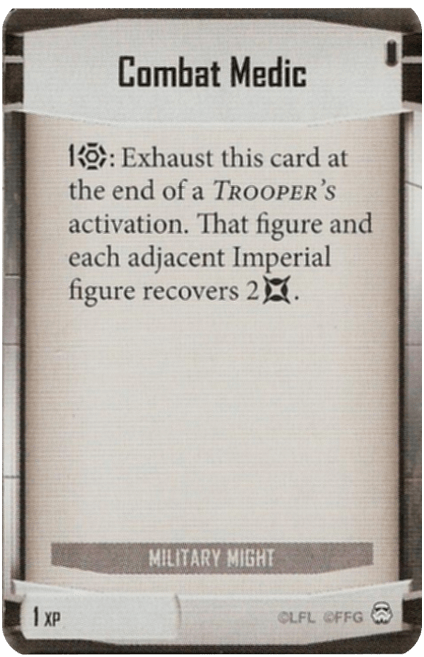 Combat Medic
1: Exhaust this card at
the end of a TROOPER'S
activation. That figure and
each adjacent Imperial
figure recovers 2.
MILITARY MIGHT
1 XP
©LFL ©FFG